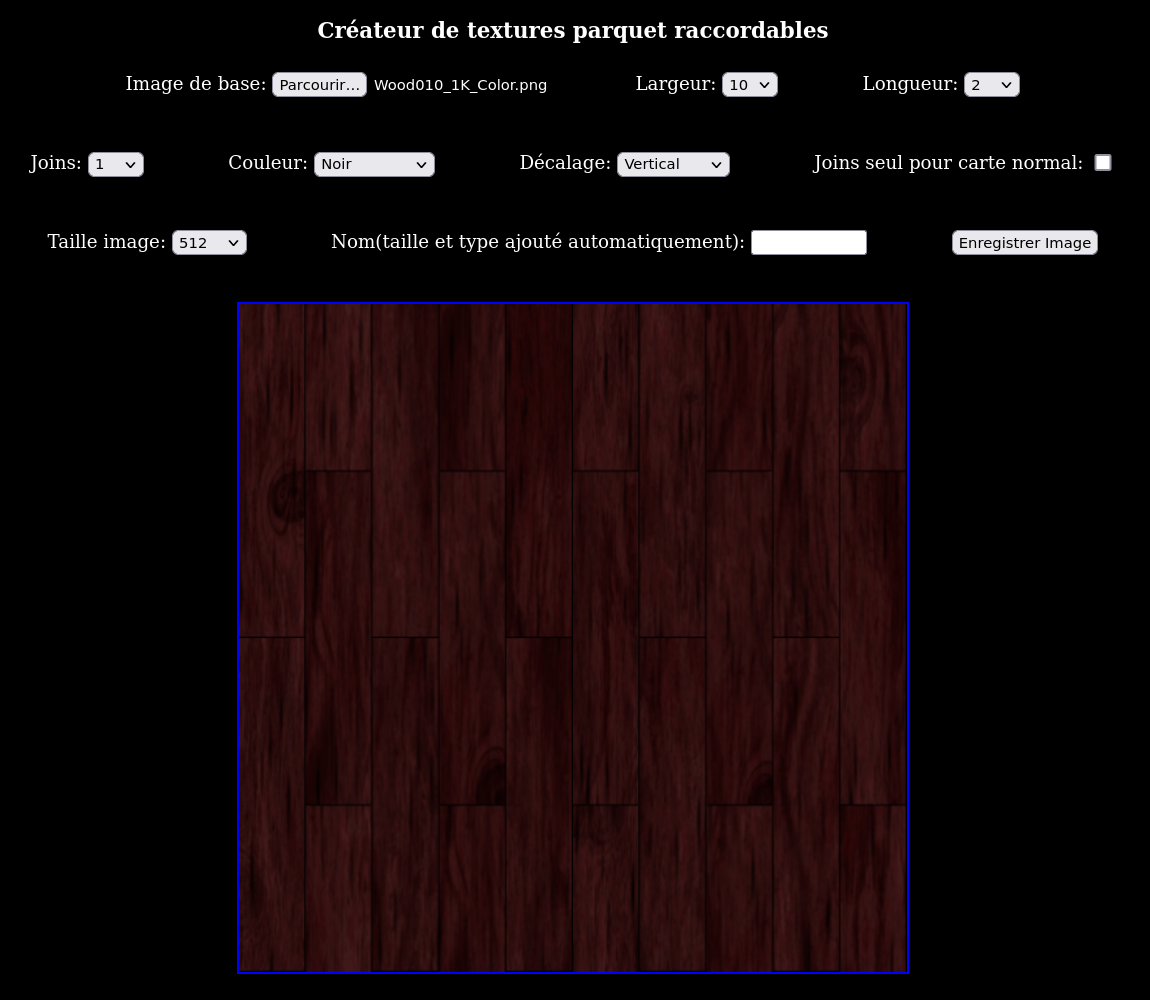 Créateur de textures parquet raccordables
Image de base: Parcourir... Wood010_1K_Color.png Largeur: 10 Longueur: 2
Joins: 1 Couleur: Noir Décalage: Vertical Joins seul pour carte normal:
Taille image: 512 Nom(taille et type ajouté automatiquement): Enregistrer Image